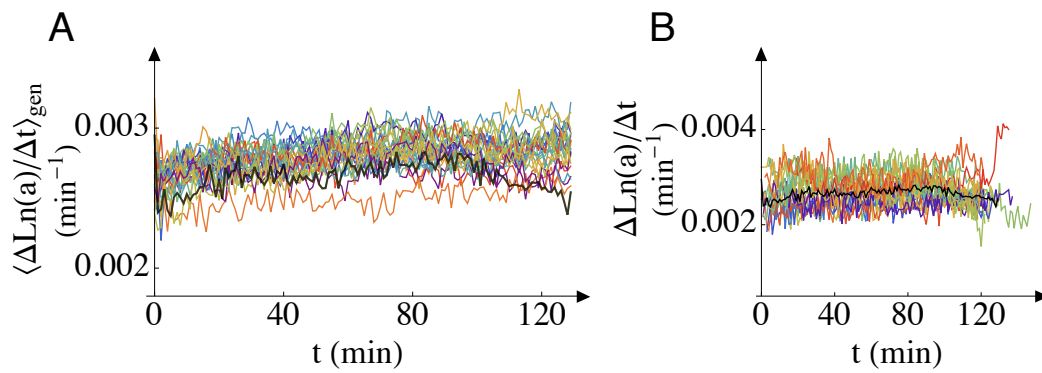 A
⟨ΔLn(a)/Δt⟩gen
(min−1)
0.003
0.002
0 40 80 120
t (min)
B
ΔLn(a)/Δt
(min−1)
0.004
0.002
0 40 80 120
t (min)